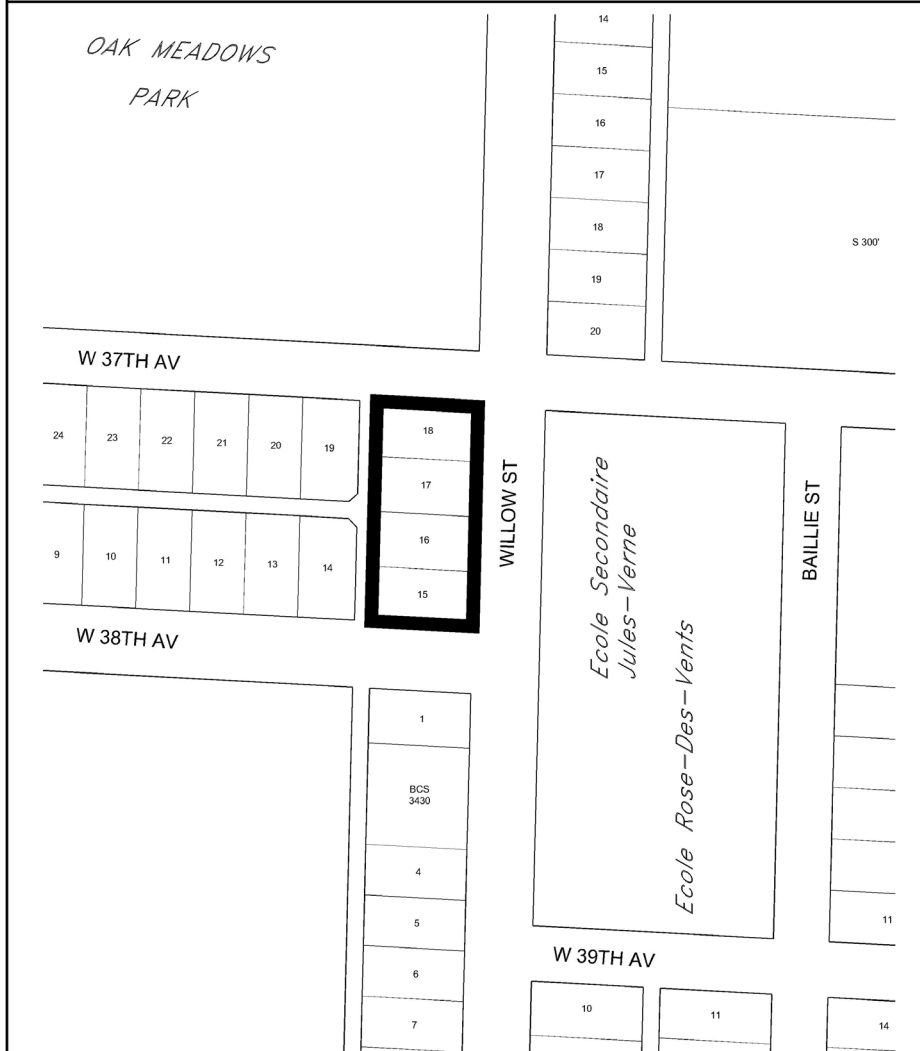 OAK MEADOWS
PARK
14
15
16
17
18
19
20
S 300'
W 37TH AV
24
23
22
21
20
19
18
17
16
15
9
10
11
12
13
14
W 38TH AV
WILLOW ST
Ecole Secondaire
Jules-Verne
Ecole Rose-Des-Vents
BAILLIE ST
1
BCS
3430
4
5
6
7
11
W 39TH AV
10
11
14